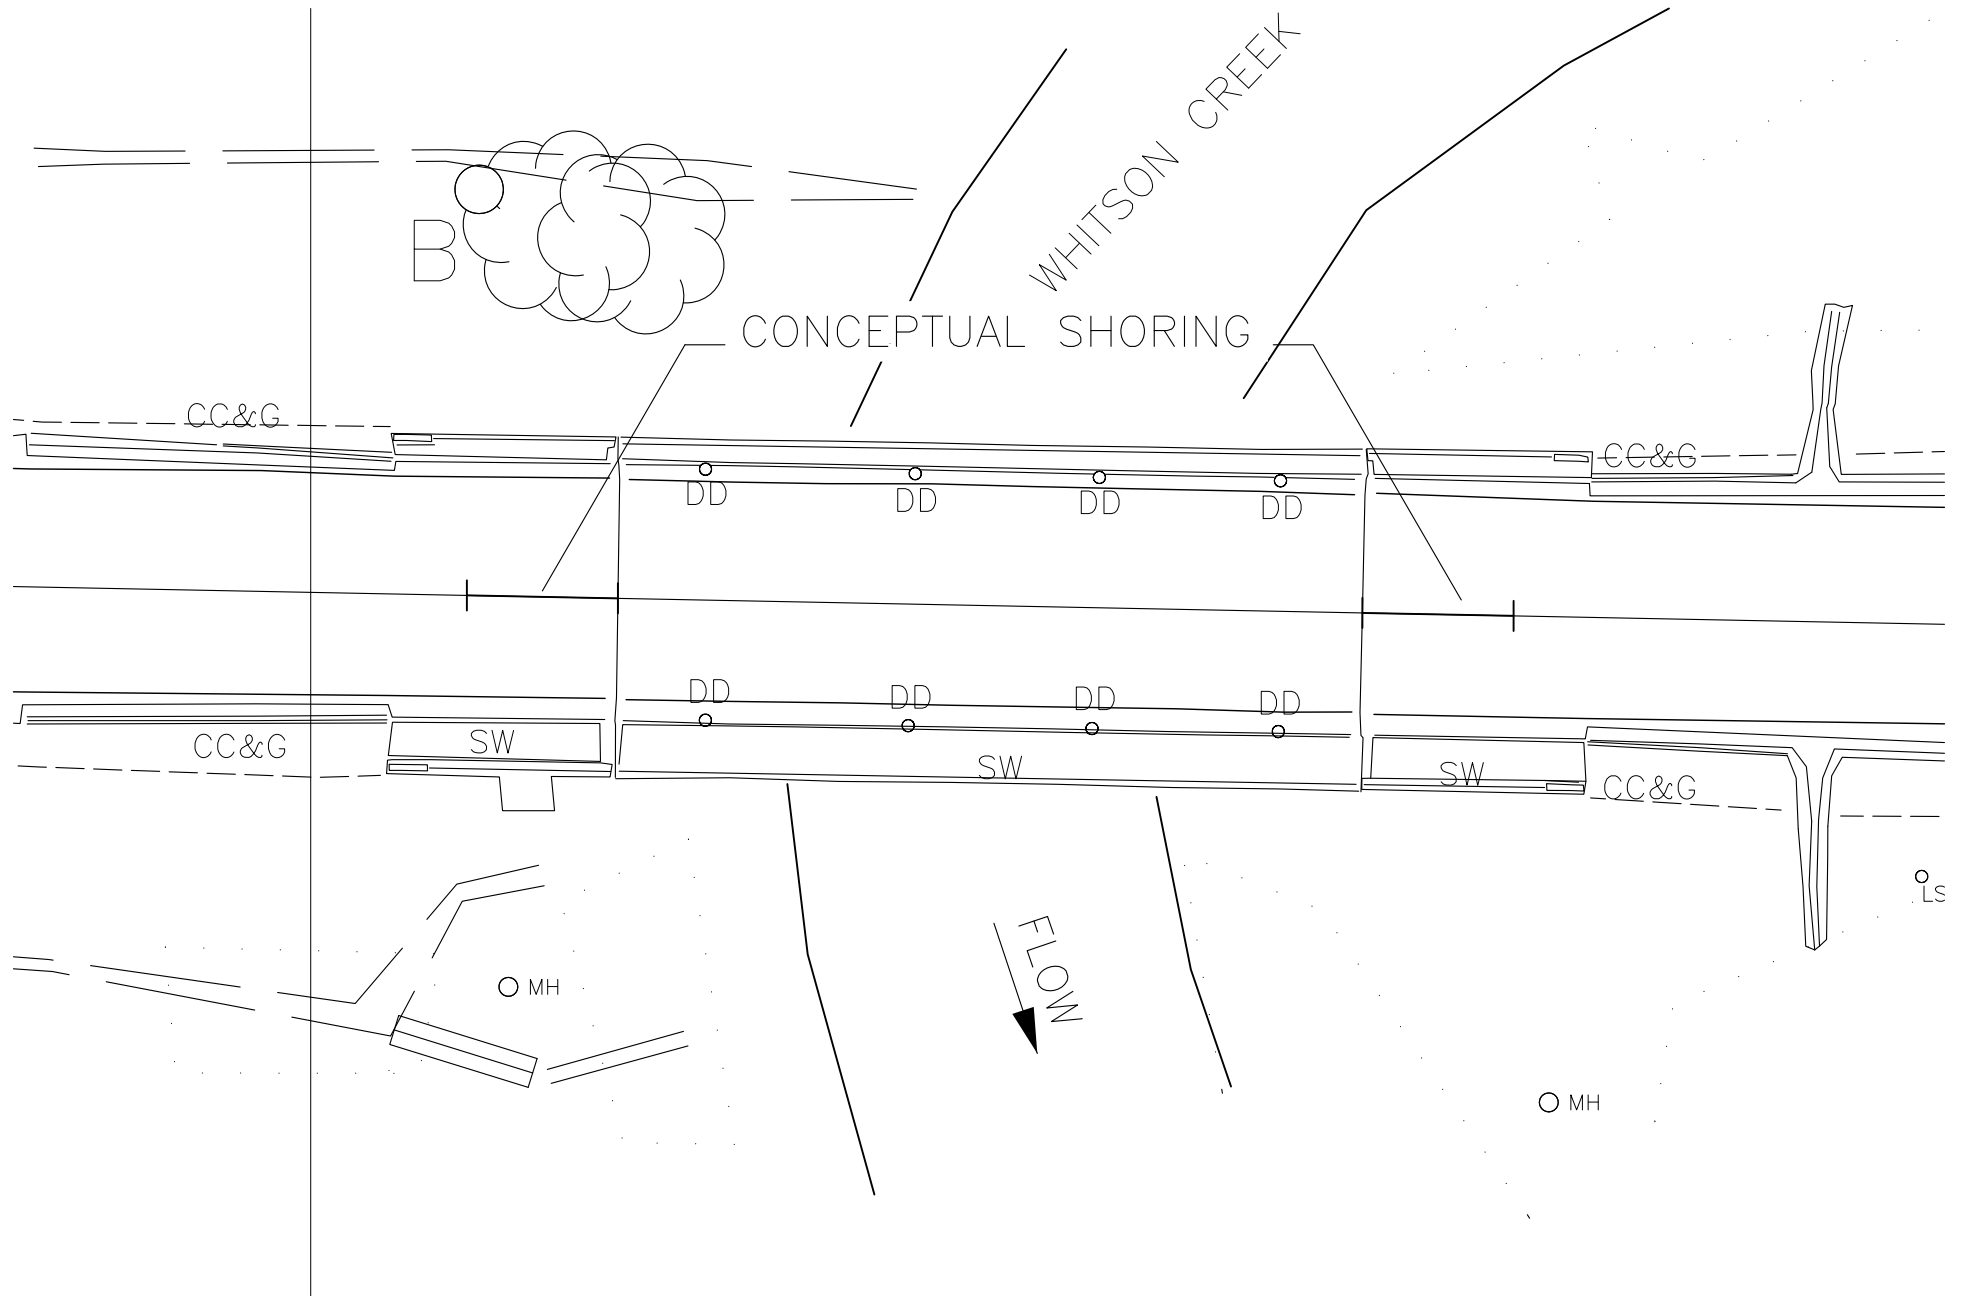 WHITSON CREEK
B
CONCEPTUAL SHORING
CC&G
CC&G
DD
DD
DD
DD
DD
DD
DD
DD
CC&G
SW
SW
SW
CC&G
LS
FLOW
MH
MH